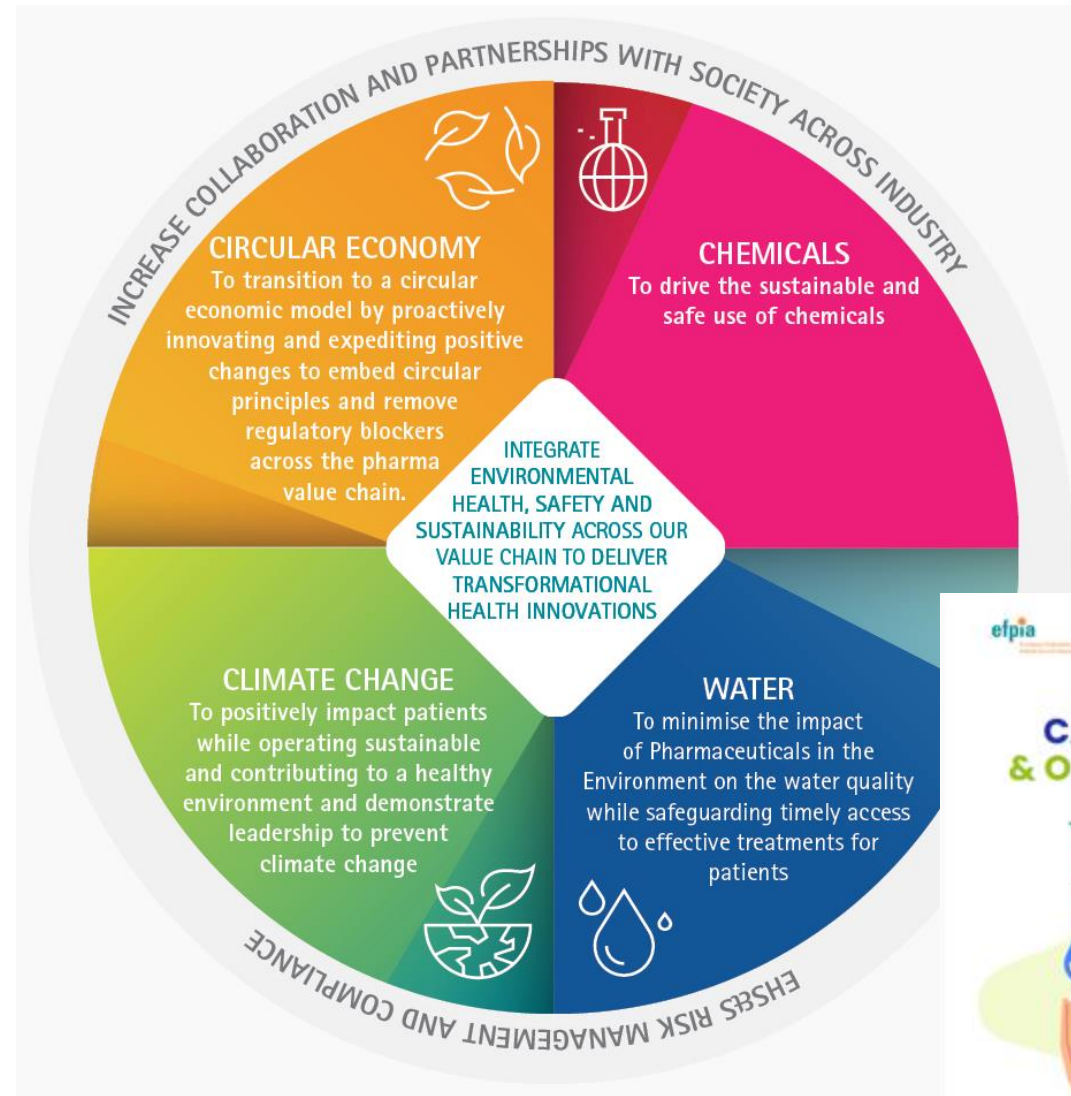 INCREASE COLLABORATION AND PARTNERSHIPS WITH SOCIETY ACROSS INDUSTRY
CIRCULAR ECONOMY
To transition to a circular
economic model by proactively
innovating and expediting positive
changes to embed circular
principles and remove
regulatory blockers
across the pharma
value chain.
CHEMICALS
To drive the sustainable and
safe use of chemicals
INTEGRATE
ENVIRONMENTAL
HEALTH, SAFETY AND
SUSTAINABILITY ACROSS OUR
VALUE CHAIN TO DELIVER
TRANSFORMATIONAL
HEALTH INNOVATIONS
CLIMATE CHANGE
To positively impact patients
while operating sustainable
and contributing to a healthy
environment and demonstrate
leadership to prevent
climate change
WATER
To minimise the impact
of Pharmaceuticals in the
Environment on the water quality
while safeguarding timely access
to effective treatments for
patients
EHS&S RISK MANAGEMENT AND COMPLIANCE
efpia
C
& O